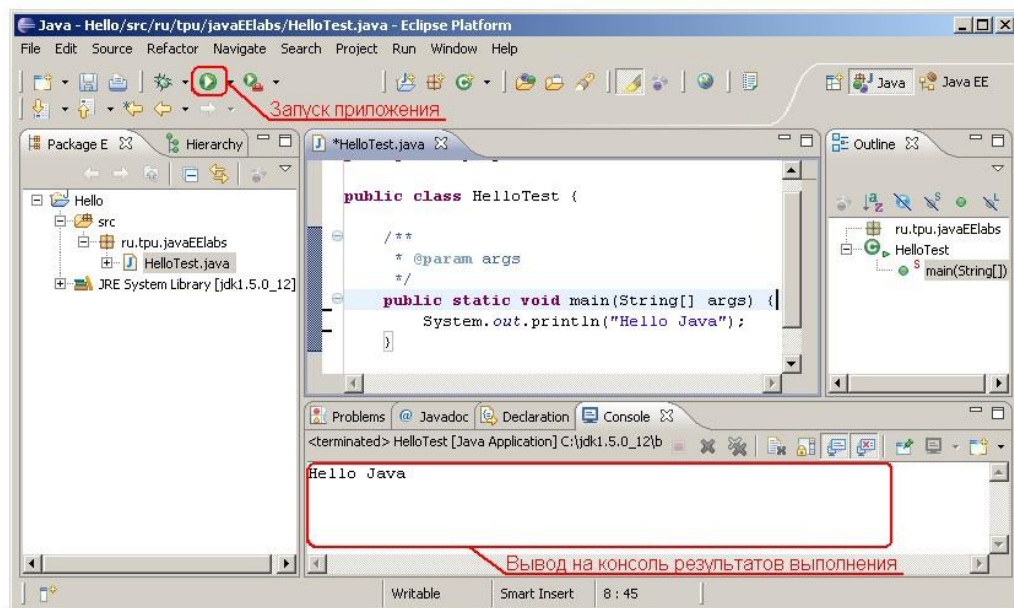 Java - Hello/src/ru/tpu/javaEElabs/HelloTest.java - Eclipse Platform
File Edit Source Refactor Navigate Search Project Run Window Help
Java Java EE
Запуск приложения
Package E Hierarchy
Hello
src
ru.tpu.javaEElabs
HelloTest.java
JRE System Library [jdk1.5.0_12]
*HelloTest.java
public class HelloTest {
/**
* @param args
*/
public static void main(String[] args) {
System.out.println("Hello Java");
}
Outline
ru.tpu.javaEElabs
HelloTest
main(String[])
Problems @ Javadoc Declaration Console
<terminated> HelloTest [Java Application] C:\jdk1.5.0_12\b
Hello Java
Вывод на консоль результатов выполнения
Writable Smart Insert 8 : 45